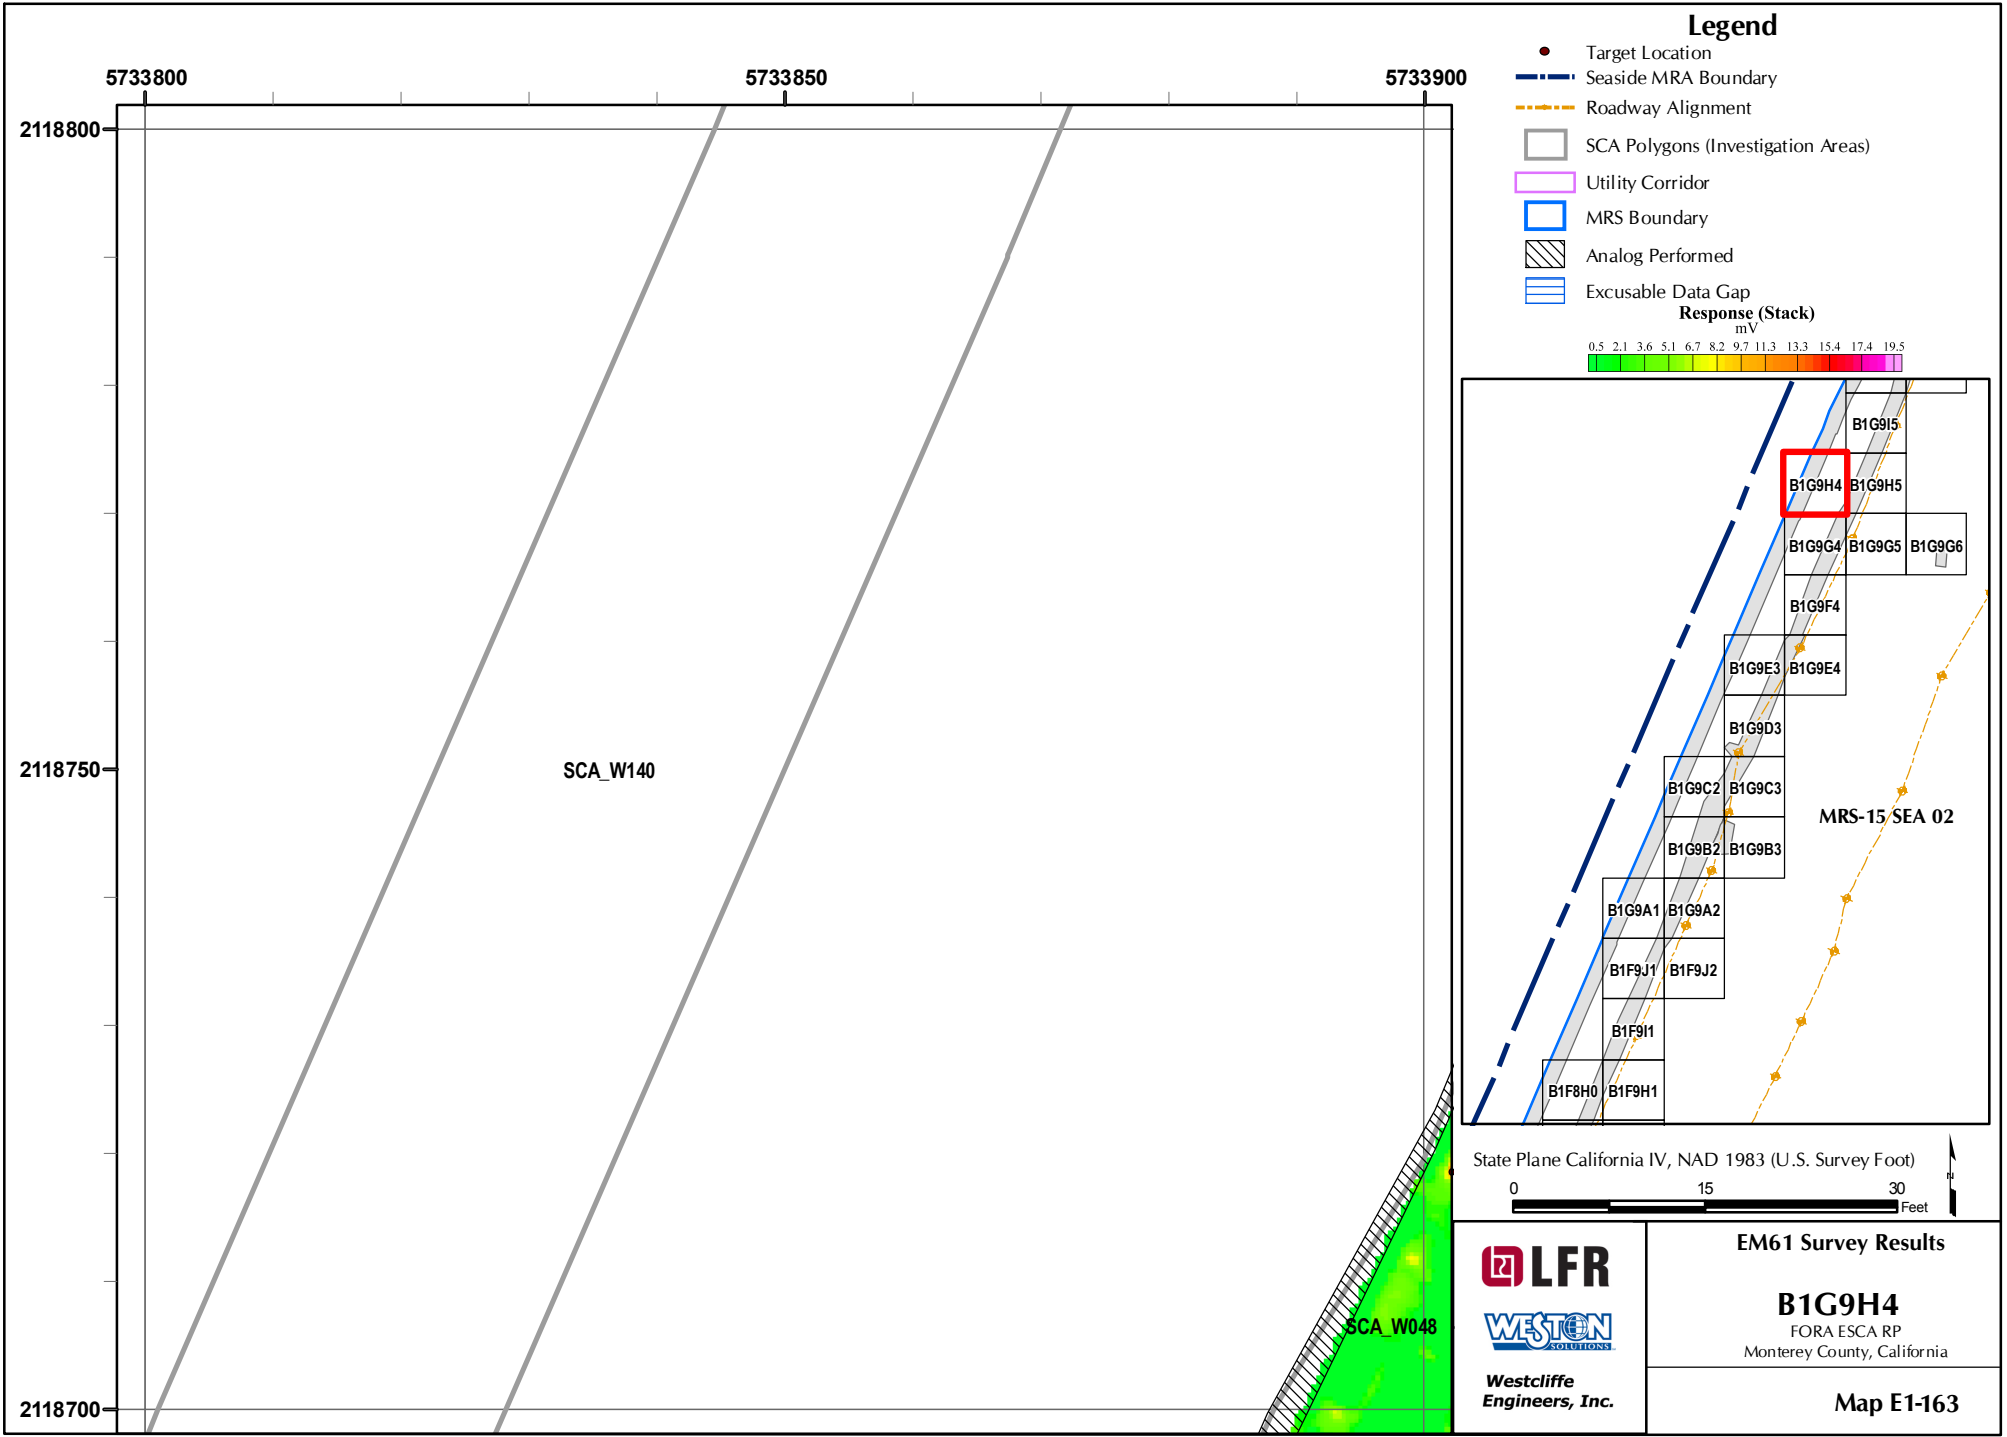 5733800
5733850
5733900
2118800
2118750
2118700
SCA_W140
SCA_W048
Legend
Target Location
Seaside MRA Boundary
Roadway Alignment
SCA Polygons (Investigation Areas)
Utility Corridor
MRS Boundary
Analog Performed
Excusable Data Gap
Response (Stack)
mV
0.5 2.1 3.6 5.1 6.7 8.2 9.7 11.3 13.3 15.4 17.4 19.5
B1G9I5
B1G9H4 B1G9H5
B1G9G4 B1G9G5 B1G9G6
B1G9F4
B1G9E3 B1G9E4
B1G9D3
B1G9C2 B1G9C3
MRS-15 SEA 02
B1G9B2 B1G9B3
B1G9A1 B1G9A2
B1F9J1 B1F9J2
B1F9I1
B1F8H0 B1F9H1
State Plane California IV, NAD 1983 (U.S. Survey Foot)
N
0 15 30
Feet
LFR
WESTON
SOLUTIONS
Westcliffe
Engineers, Inc.
EM61 Survey Results
B1G9H4
FORA ESCA RP
Monterey County, California
Map E1-163